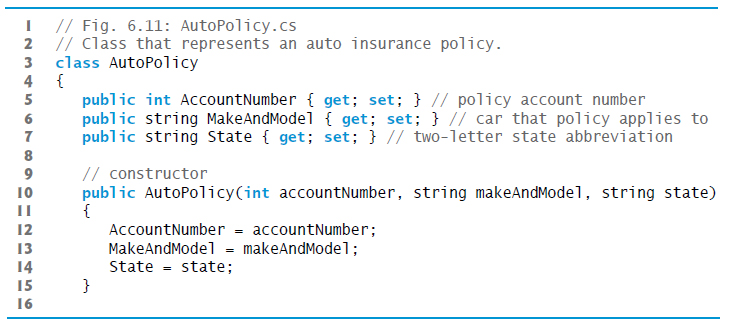 1 // Fig. 6.11: AutoPolicy.cs
2 // Class that represents an auto insurance policy.
3 class AutoPolicy
4 {
5 public int AccountNumber { get; set; } // policy account number
6 public string MakeAndModel { get; set; } // car that policy applies to
7 public string State { get; set; } // two-letter state abbreviation
8
9 // constructor
10 public AutoPolicy(int accountNumber, string makeAndModel, string state)
11 {
12 AccountNumber = accountNumber;
13 MakeAndModel = makeAndModel;
14 State = state;
15 }
16